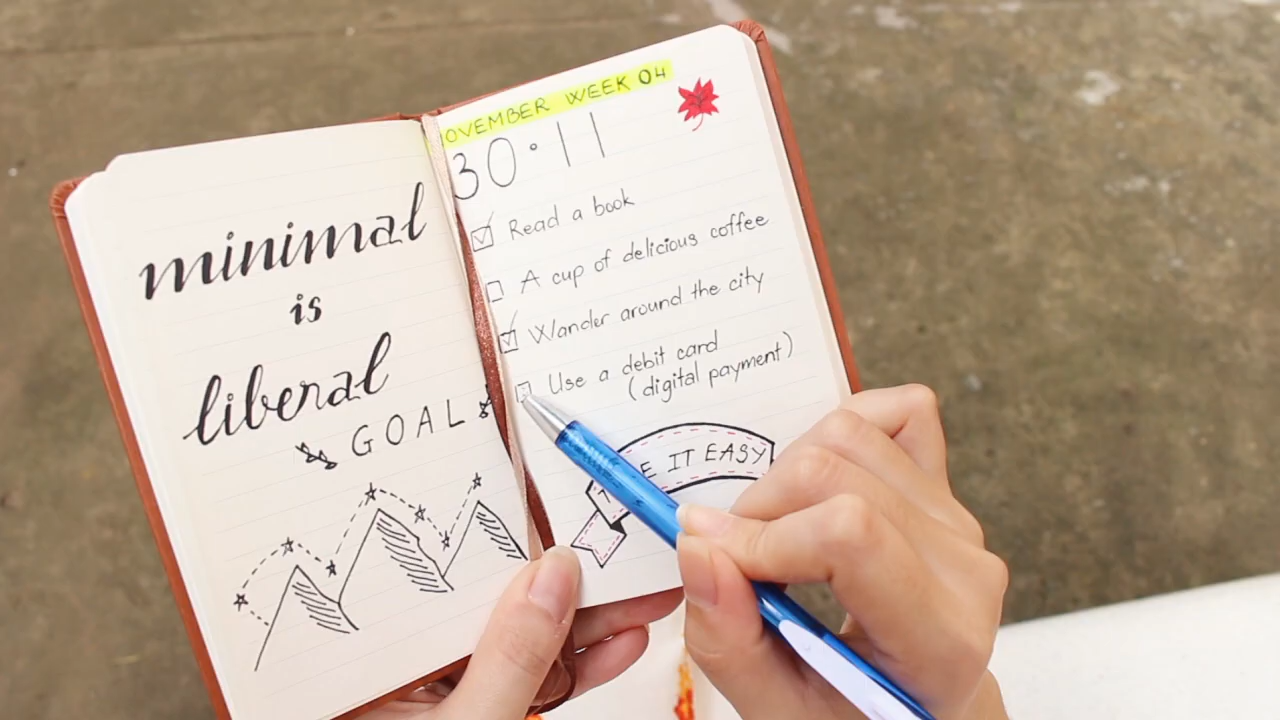 minimal
is
liberal
GOAL
OVEMBER WEEK 04
30·11
Read a book
A cup of delicious coffee
Wander around the city
Use a debit card
(digital payment)
E IT EASY